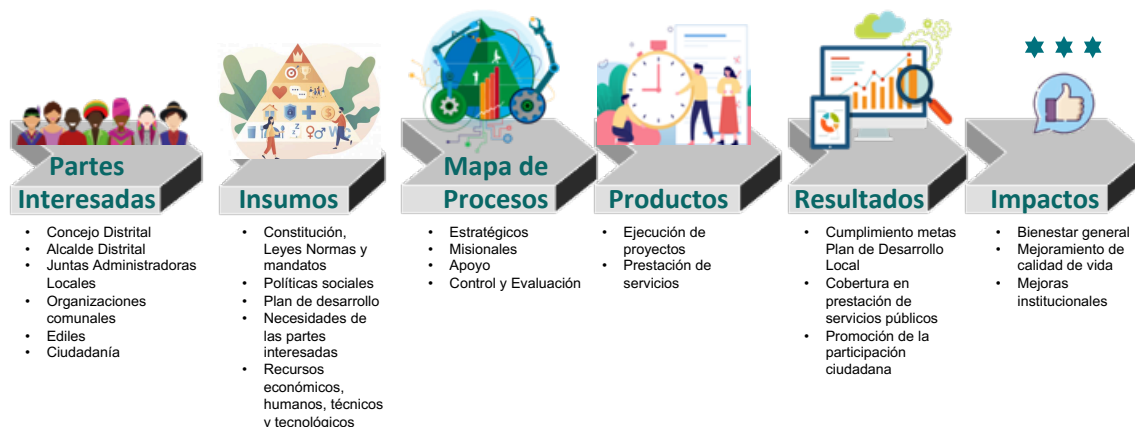 Partes
Interesadas
• Concejo Distrital
• Alcalde Distrital
• Juntas Administradoras
Locales
• Organizaciones
comunales
• Ediles
• Ciudadanía
Insumos
• Constitución,
Leyes Normas y
mandatos
• Políticas sociales
• Plan de desarrollo
• Necesidades de
las partes
interesadas
• Recursos
económicos,
humanos, técnicos
y tecnológicos
Mapa de
Procesos
• Estratégicos
• Misionales
• Apoyo
• Control y Evaluación
Productos
• Ejecución de
proyectos
• Prestación de
servicios
Resultados
• Cumplimiento metas
Plan de Desarrollo
Local
• Cobertura en
prestación de
servicios públicos
• Promoción de la
participación
ciudadana
Impactos
• Bienestar general
• Mejoramiento de
calidad de vida
• Mejoras
institucionales